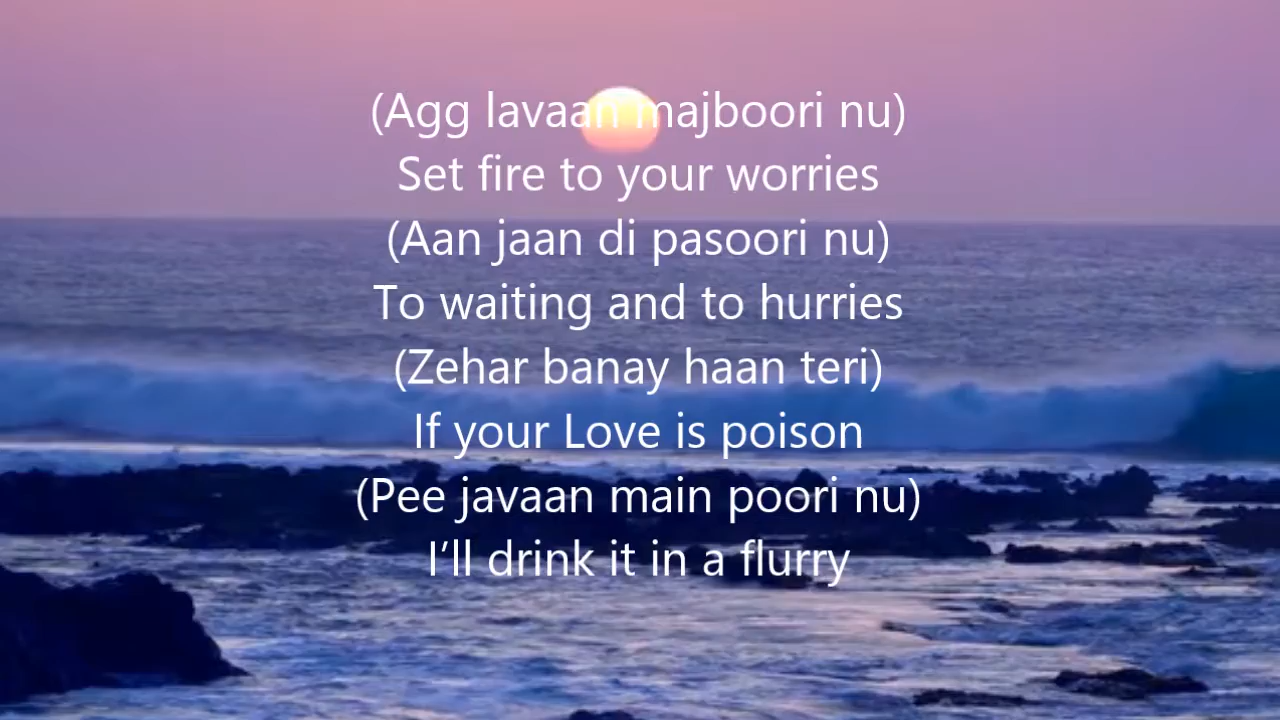 (Agg lavaan majboori nu)
Set fire to your worries
(Aan jaan di pasoori nu)
To waiting and to hurries
(Zehar banay haan teri)
If your Love is poison
(Pee javaan main poori nu)
I’ll drink it in a flurry